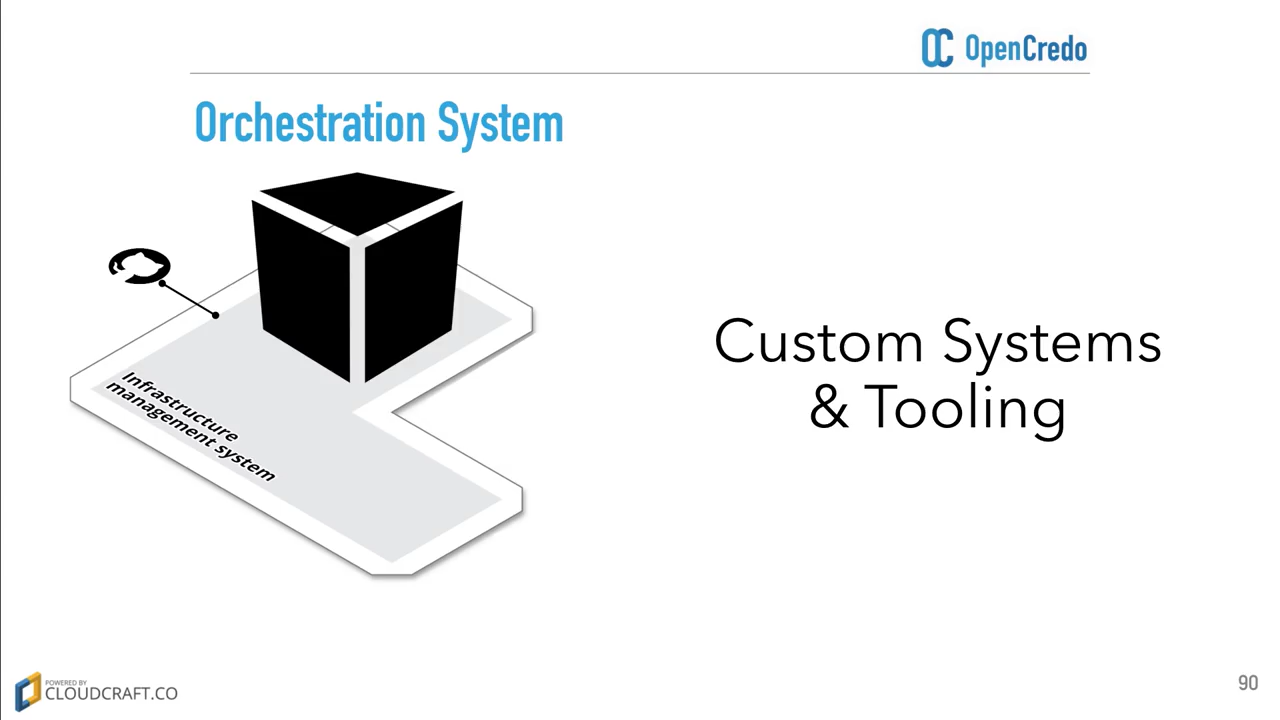 OpenCredo
Orchestration System
Infrastructure
management system
Custom Systems
& Tooling
POWERED BY
CLOUDCRAFT.CO
90